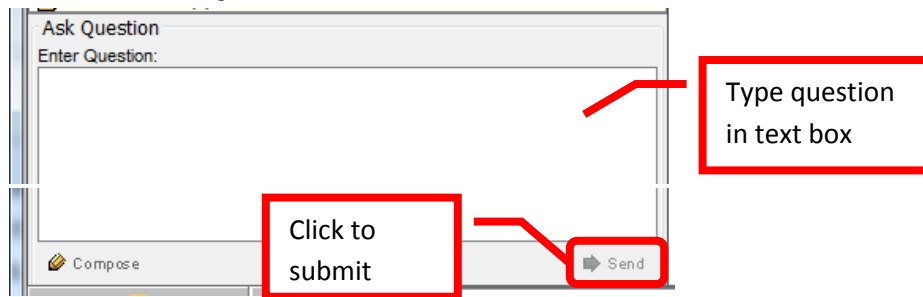 Ask Question
Enter Question:
Type question
in text box
Click to
submit
Compose
Send